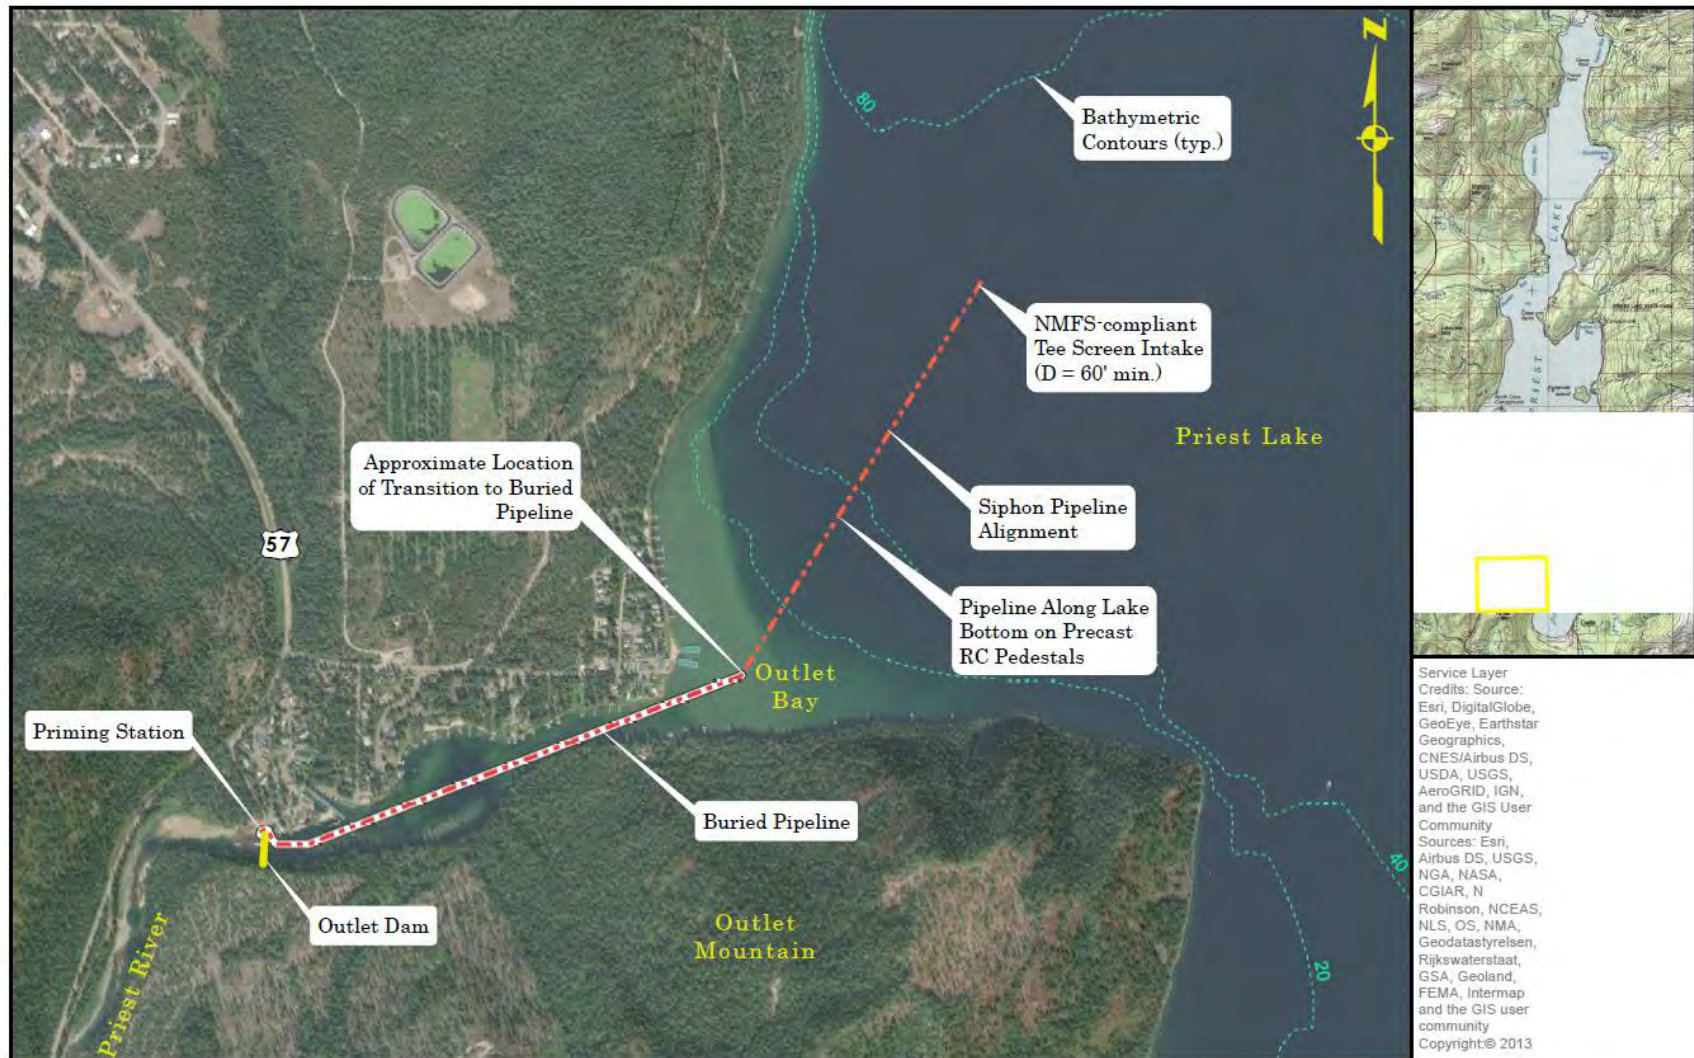 80
Bathymetric
Contours (typ.)
N
NMFS-compliant
Tee Screen Intake
(D = 60' min.)
Priest Lake
Approximate Location
of Transition to Buried
Pipeline
Siphon Pipeline
Alignment
57
Pipeline Along Lake
Bottom on Precast
RC Pedestals
Outlet
Bay
Priming Station
Buried Pipeline
40
Outlet Dam
Outlet
Mountain
20
Priest River
LAKE
PRIEST
Service Layer
Credits: Source:
Esri, DigitalGlobe,
GeoEye, Earthstar
Geographics,
CNES/Airbus DS,
USDA, USGS,
AeroGRID, IGN,
and the GIS User
Community
Sources: Esri,
Airbus DS, USGS,
NGA, NASA,
CGIAR, N
Robinson, NCEAS,
NLS, OS, NMA,
Geodatastyrelsen,
Rijkswaterstaat,
GSA, Geoland,
FEMA, Intermap
and the GIS user
community
Copyright:© 2013